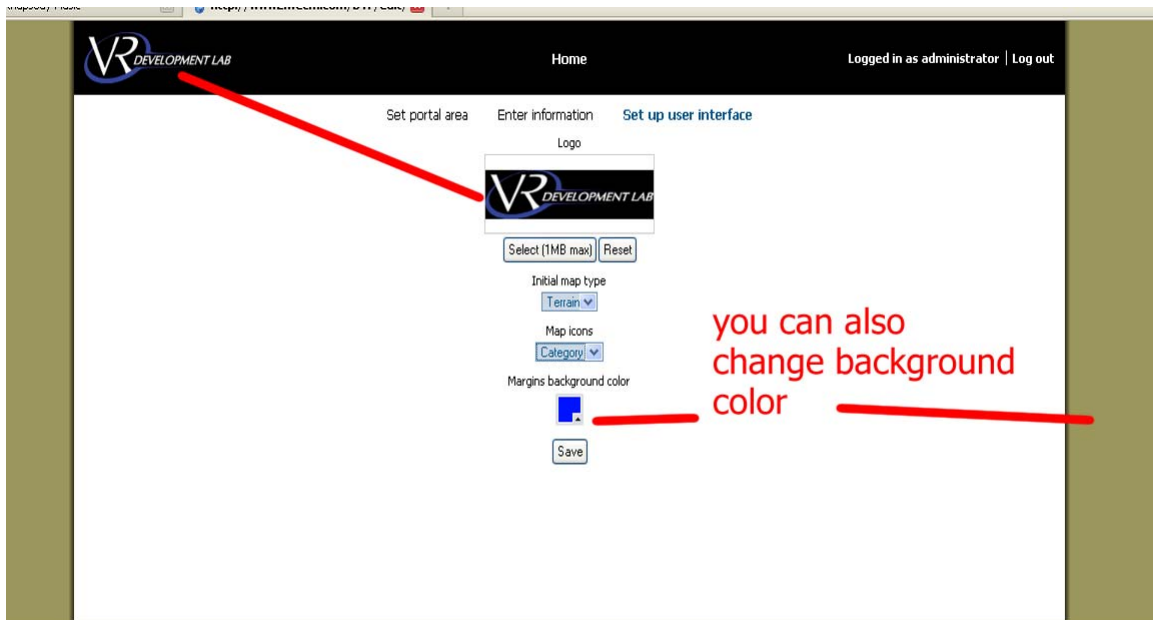 VR DEVELOPMENT LAB
Home
Logged in as administrator | Log out
Set portal area Enter information Set up user interface
Logo
VR DEVELOPMENT LAB
Select (1MB max) Reset
Initial map type
Terrain
Map icons
Category
Margins background color
Save
you can also
change background
color